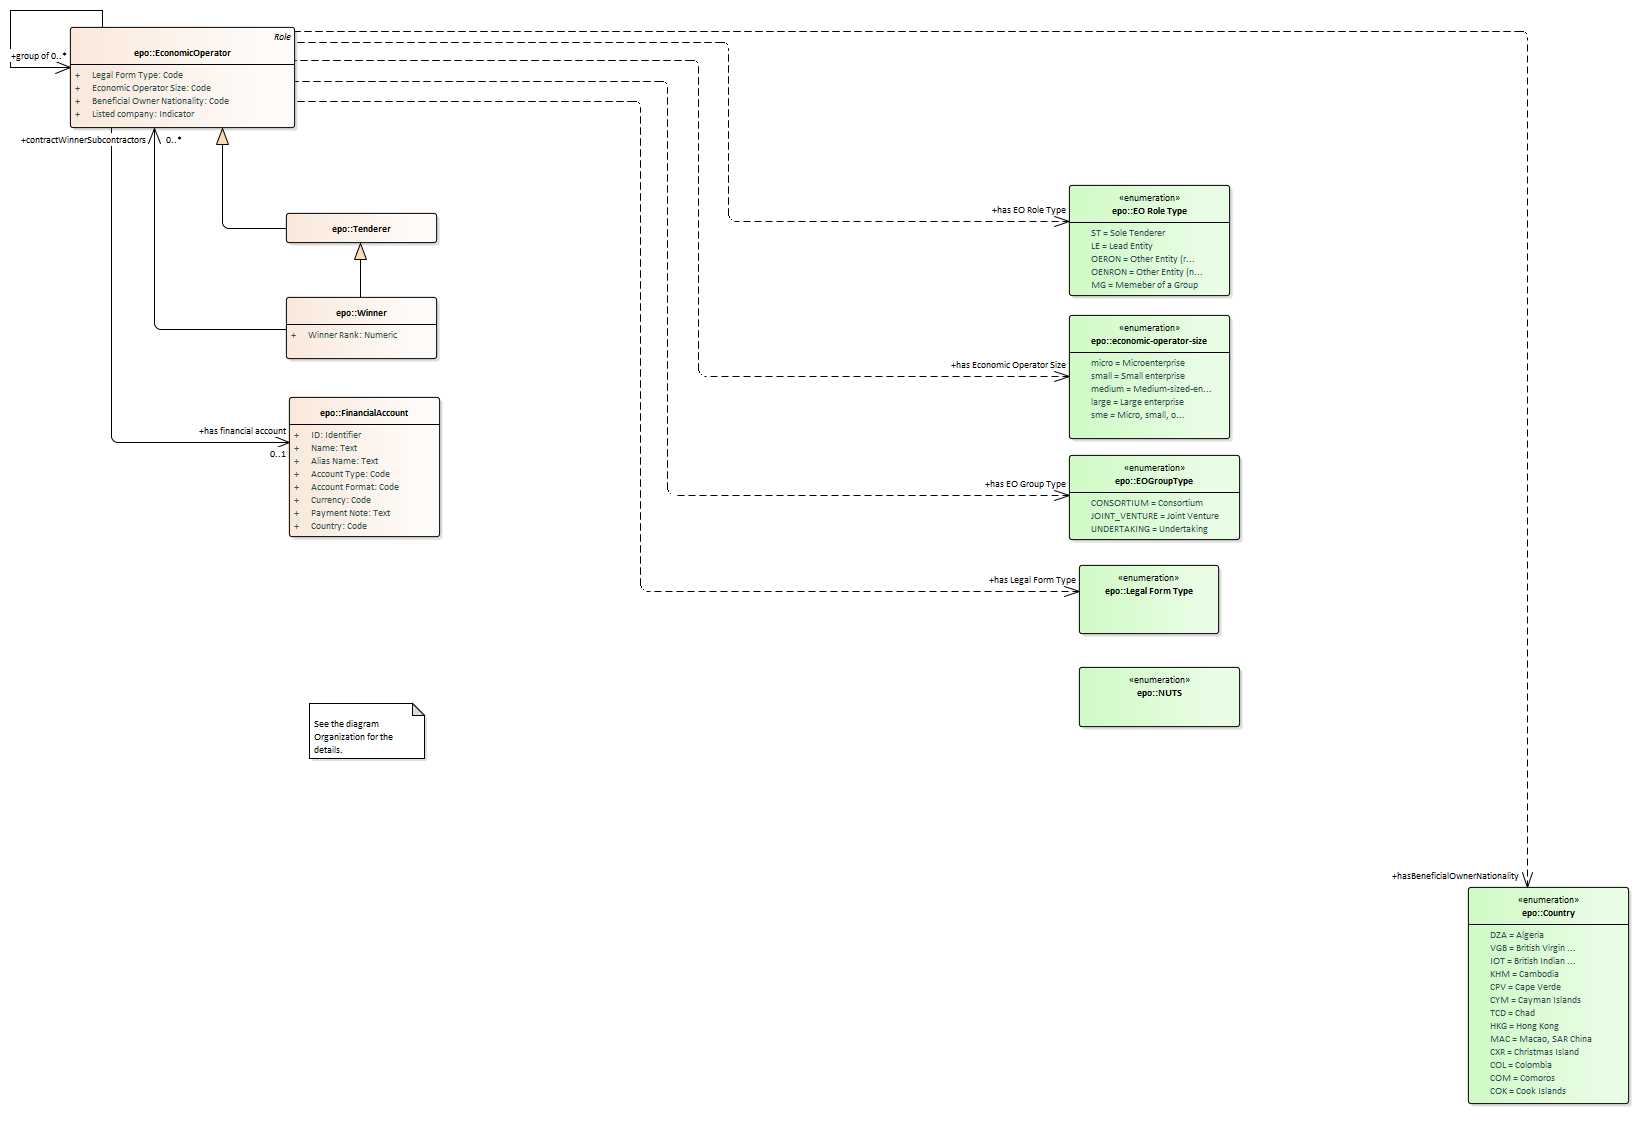 Role
epo::EconomicOperator
+group of 0..*
+ Legal Form Type: Code
+ Economic Operator Size: Code
+ Beneficial Owner Nationality: Code
+ Listed company: Indicator
+contractWinnerSubcontractors
0..*
epo::Tenderer
epo::Winner
+ Winner Rank: Numeric
epo::FinancialAccount
+has financial account
0..1
+ ID: Identifier
+ Name: Text
+ Alias Name: Text
+ Account Type: Code
+ Account Format: Code
+ Currency: Code
+ Payment Note: Text
+ Country: Code
See the diagram
Organization for the
details.
+has EO Role Type
«enumeration»
epo::EO Role Type
ST = Sole Tenderer
LE = Lead Entity
OERON = Other Entity (r...
OENRON = Other Entity (n...
MG = Memeber of a Group
+has Economic Operator Size
«enumeration»
epo::economic-operator-size
micro = Microenterprise
small = Small enterprise
medium = Medium-sized-en...
large = Large enterprise
sme = Micro, small, o...
+has EO Group Type
«enumeration»
epo::EOGroupType
CONSORTIUM = Consortium
JOINT_VENTURE = Joint Venture
UNDERTAKING = Undertaking
+has Legal Form Type
«enumeration»
epo::Legal Form Type
«enumeration»
epo::NUTS
+hasBeneficialOwnerNationality
«enumeration»
epo::Country
DZA = Algeria
VGB = British Virgin ...
IOT = British Indian ...
KHM = Cambodia
CPV = Cape Verde
CYM = Cayman Islands
TCD = Chad
HKG = Hong Kong
MAC = Macao, SAR China
CXR = Christmas Island
COL = Colombia
COM = Comoros
COK = Cook Islands